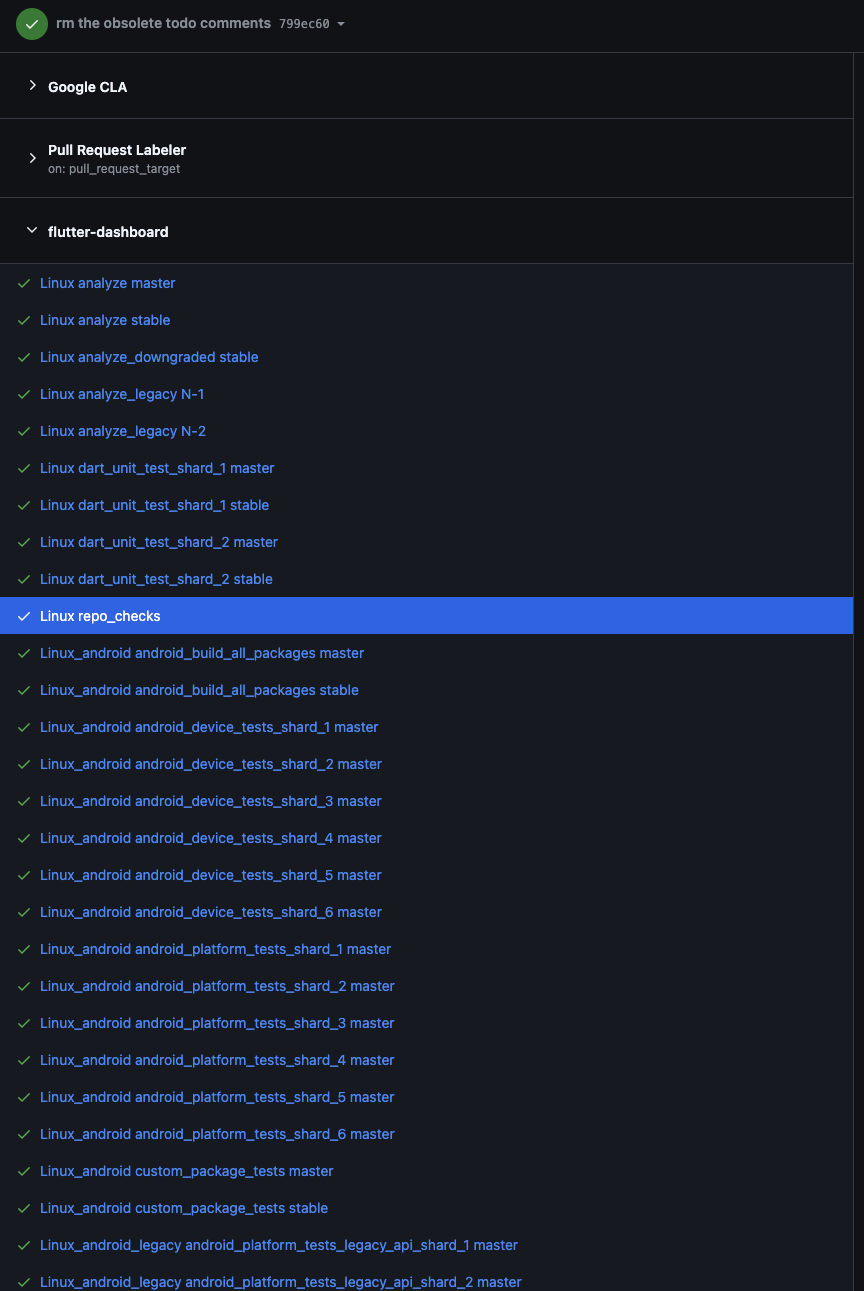 rm the obsolete todo comments 799ec60
Google CLA
Pull Request Labeler
on: pull_request_target
flutter-dashboard
Linux analyze master
Linux analyze stable
Linux analyze_downgraded stable
Linux analyze_legacy N-1
Linux analyze_legacy N-2
Linux dart_unit_test_shard_1 master
Linux dart_unit_test_shard_1 stable
Linux dart_unit_test_shard_2 master
Linux dart_unit_test_shard_2 stable
Linux repo_checks
Linux_android android_build_all_packages master
Linux_android android_build_all_packages stable
Linux_android android_device_tests_shard_1 master
Linux_android android_device_tests_shard_2 master
Linux_android android_device_tests_shard_3 master
Linux_android android_device_tests_shard_4 master
Linux_android android_device_tests_shard_5 master
Linux_android android_device_tests_shard_6 master
Linux_android android_platform_tests_shard_1 master
Linux_android android_platform_tests_shard_2 master
Linux_android android_platform_tests_shard_3 master
Linux_android android_platform_tests_shard_4 master
Linux_android android_platform_tests_shard_5 master
Linux_android android_platform_tests_shard_6 master
Linux_android custom_package_tests master
Linux_android custom_package_tests stable
Linux_android_legacy android_platform_tests_legacy_api_shard_1 master
Linux_android_legacy android_platform_tests_legacy_api_shard_2 master